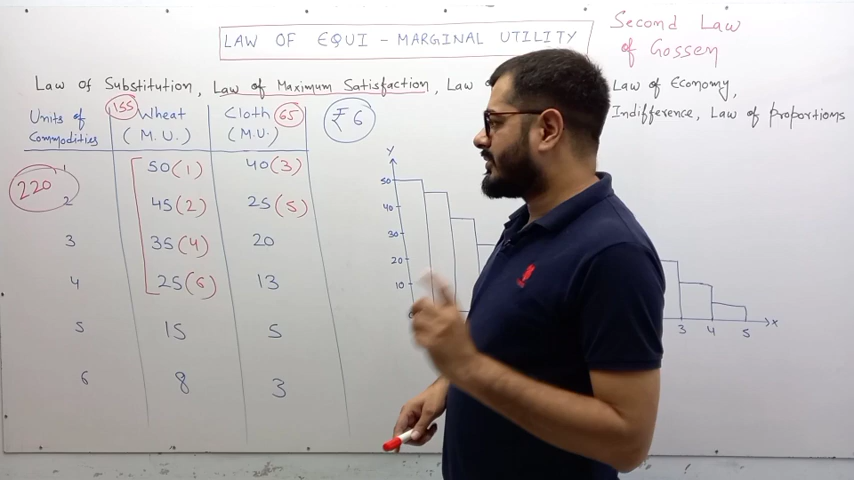 LAW OF EQUI - MARGINAL UTILITY
Second Law
of Gossen
Law of Substitution, Law of Maximum Satisfaction, Law Law of Economy,
Indifference, Law of proportions
Units of Commodities | 155 Wheat (M.U.) | Cloth 65 (M.U.)
₹6
220
1 | 50(1) | 40(3)
2 | 45(2) | 25(5)
3 | 35(4) | 20
4 | 25(6) | 13
5 | 15 | 5
6 | 8 | 3
Y
50
40
30
20
10
3 4 5 X